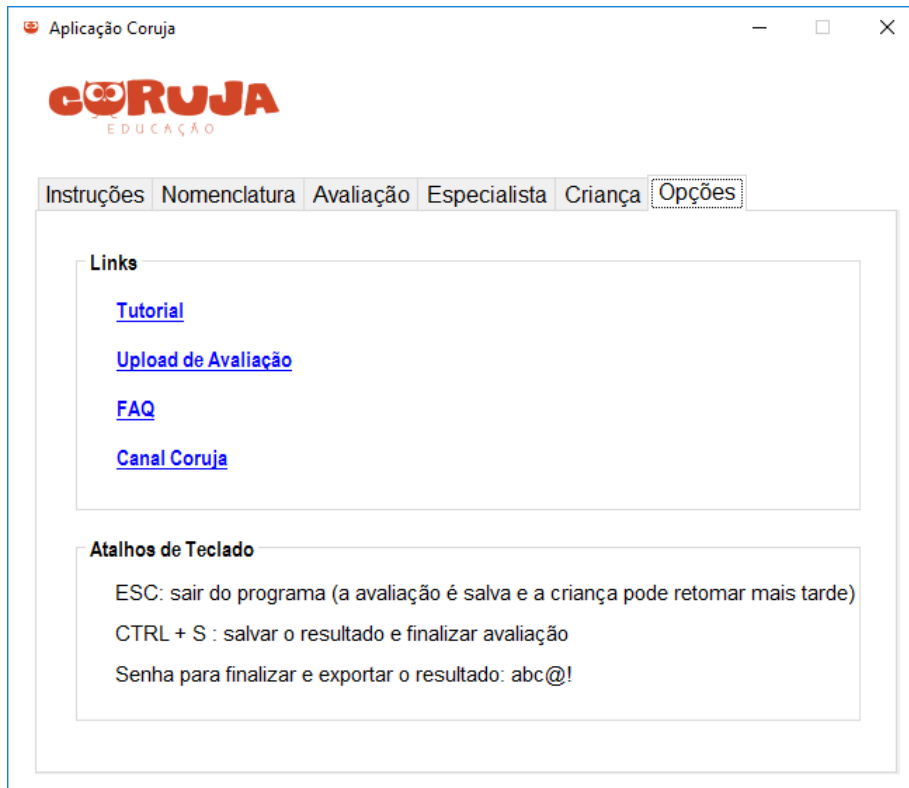 Aplicação Coruja
CORUJA
EDUCAÇÃO
Instruções Nomenclatura Avaliação Especialista Criança Opções
Links
Tutorial
Upload de Avaliação
FAQ
Canal Coruja
Atalhos de Teclado
ESC: sair do programa (a avaliação é salva e a criança pode retomar mais tarde)
CTRL + S : salvar o resultado e finalizar avaliação
Senha para finalizar e exportar o resultado: abc@!